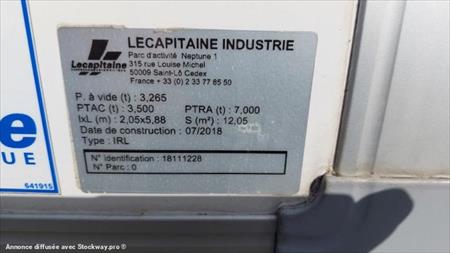 LECAPITAINE INDUSTRIE
Parc d'activité Neptune 1
315 rue Louise Michel
50009 Saint-Lô Cedex
France +33 (0) 2 33 77 85 50
Lecapitaine
P. à vide (t) : 3,265
PTAC (t) : 3,500 PTRA (t) : 7,000
lxL (m) : 2,05x5,88 S (m²) : 12,05
Date de construction : 07/2018
Type : IRL
N° Identification : 18111228
N° Parc : 0
e
QUE
641915
Annonce diffusée avec Stockway.pro ®